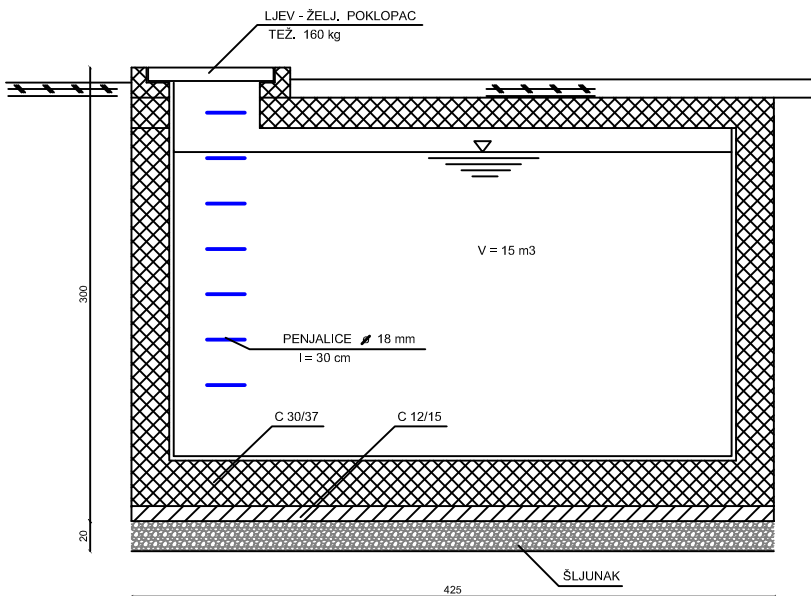 LJEV - ŽELJ. POKLOPAC
TEŽ. 160 kg
V = 15 m3
300
PENJALICE ø 18 mm
l = 30 cm
C 30/37
C 12/15
20
ŠLJUNAK
425